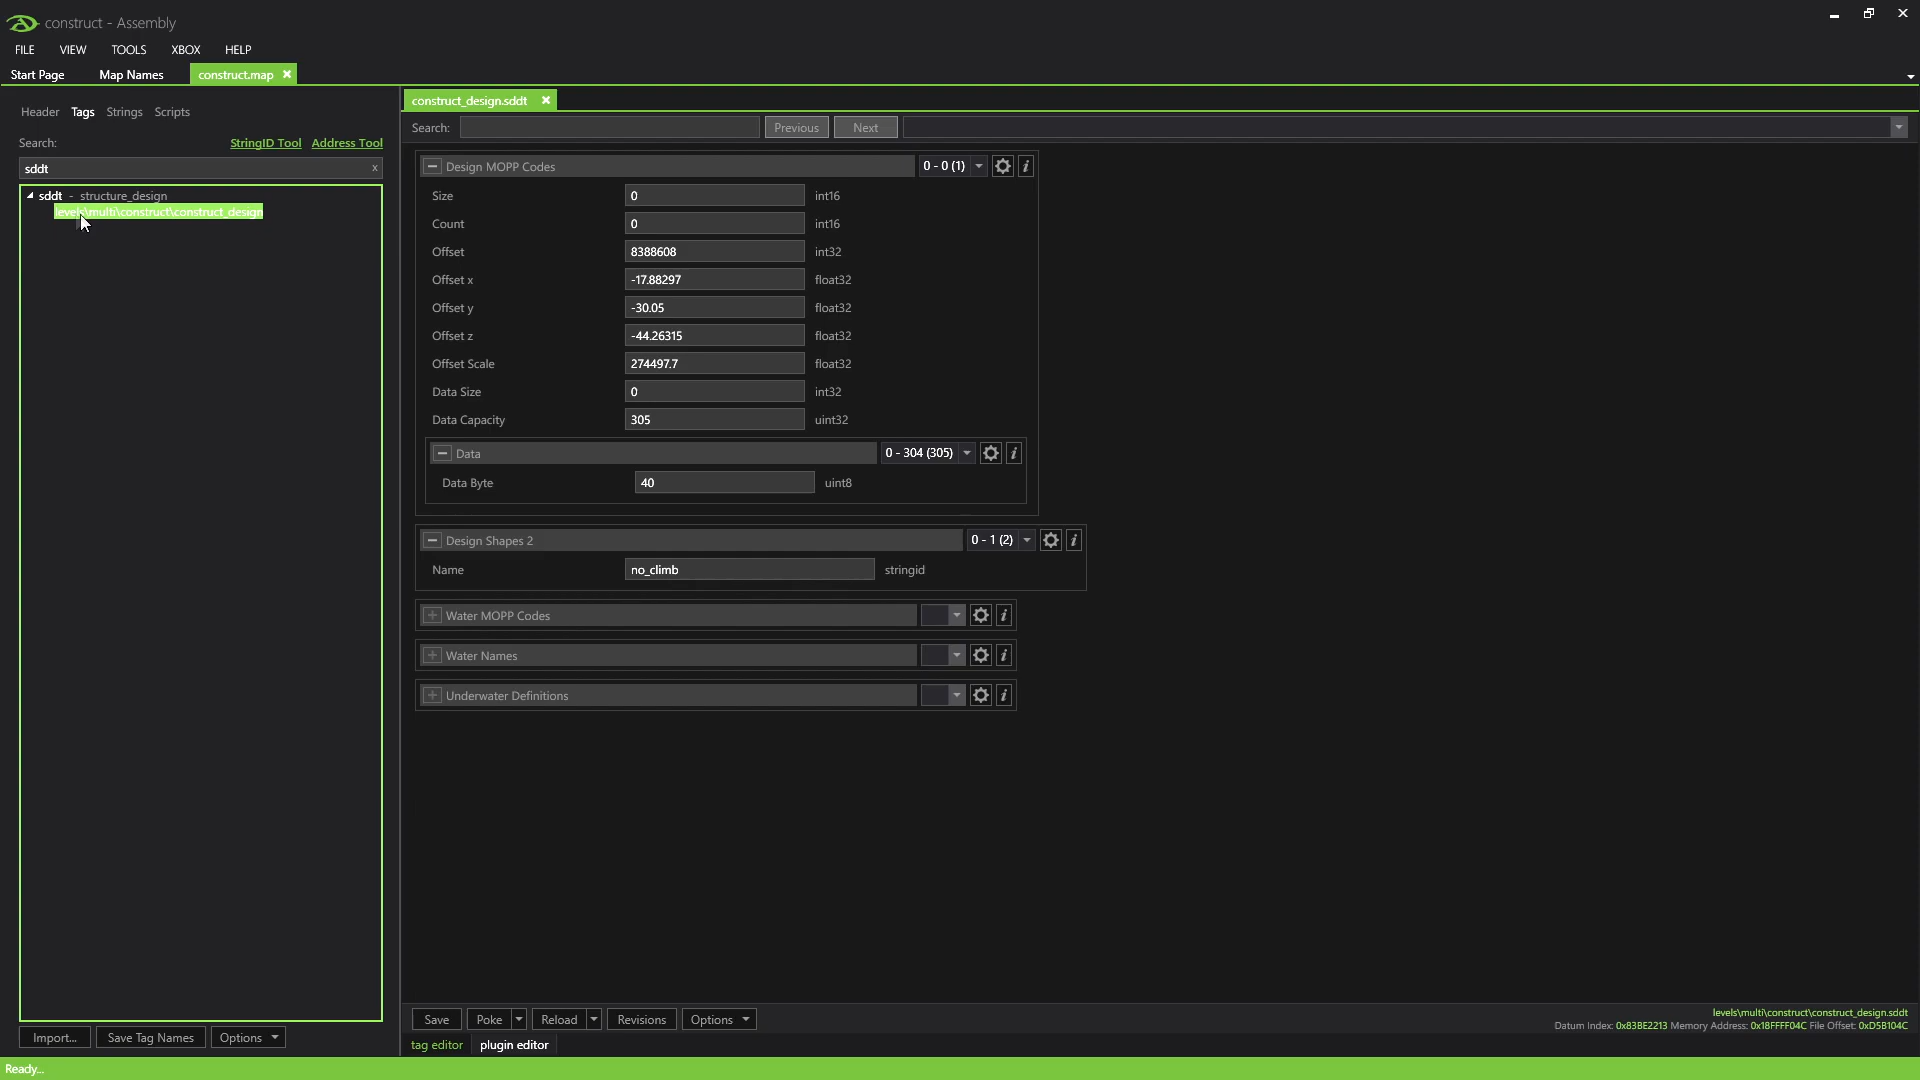 construct - Assembly
FILE VIEW TOOLS XBOX HELP
Start Page Map Names construct.map
Header Tags Strings Scripts
Search: StringID Tool Address Tool
sddt x
sddt - structure_design
levels\multi\construct\construct_design
Import... Save Tag Names Options
construct_design.sddt
Search: Previous Next
Design MOPP Codes 0 - 0 (1) i
Size 0 int16
Count 0 int16
Offset 8388608 int32
Offset x -17.88297 float32
Offset y -30.05 float32
Offset z -44.26315 float32
Offset Scale 274497.7 float32
Data Size 0 int32
Data Capacity 305 uint32
Data 0 - 304 (305) i
Data Byte 40 uint8
Design Shapes 2 0 - 1 (2) i
Name no_climb stringid
Water MOPP Codes i
Water Names i
Underwater Definitions i
Save Poke Reload Revisions Options
levels\multi\construct\construct_design.sddt
Datum Index: 0x83BE2213 Memory Address: 0x18FFFF04C File Offset: 0xD5B104C
tag editor plugin editor
Ready...